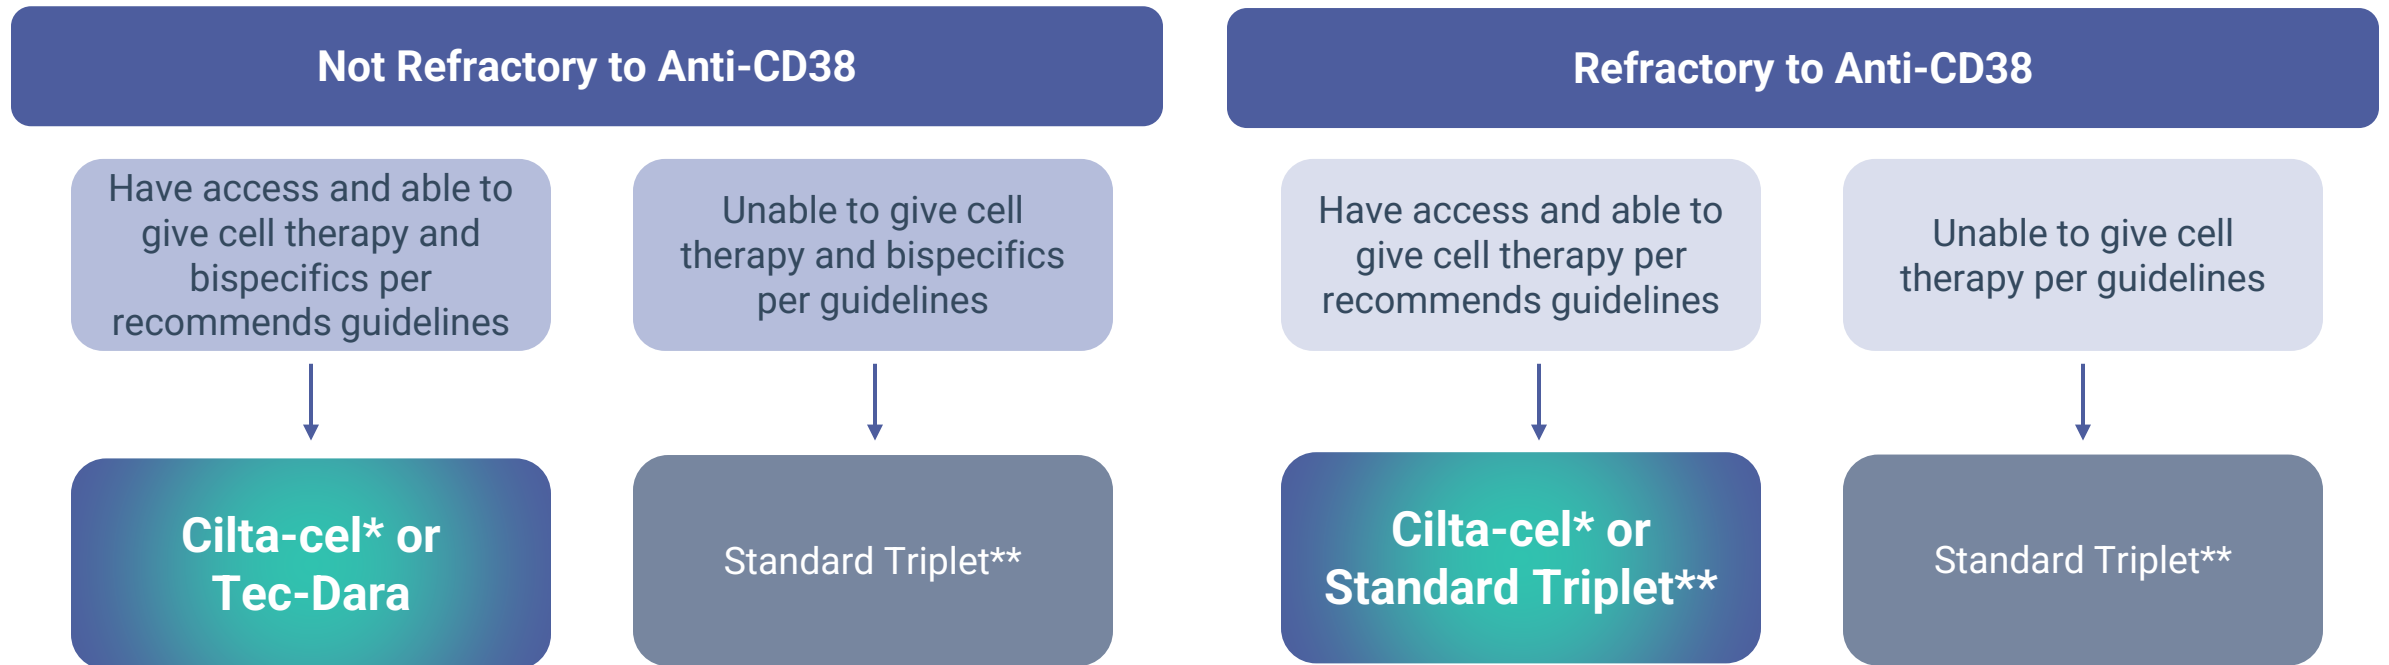 Not Refractory to Anti-CD38
Have access and able to
give cell therapy and
bispecifics per
recommends guidelines
Unable to give cell
therapy and bispecifics
per guidelines
Cilta-cel* or
Tec-Dara
Standard Triplet**
Refractory to Anti-CD38
Have access and able to
give cell therapy per
recommends guidelines
Unable to give cell
therapy per guidelines
Cilta-cel* or
Standard Triplet**
Standard Triplet**